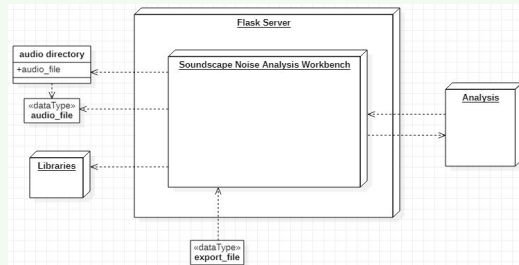 Flask Server
audio directory
+audio_file
«dataType»
audio_file
Libraries
Soundscape Noise Analysis Workbench
Analysis
«dataType»
export_file